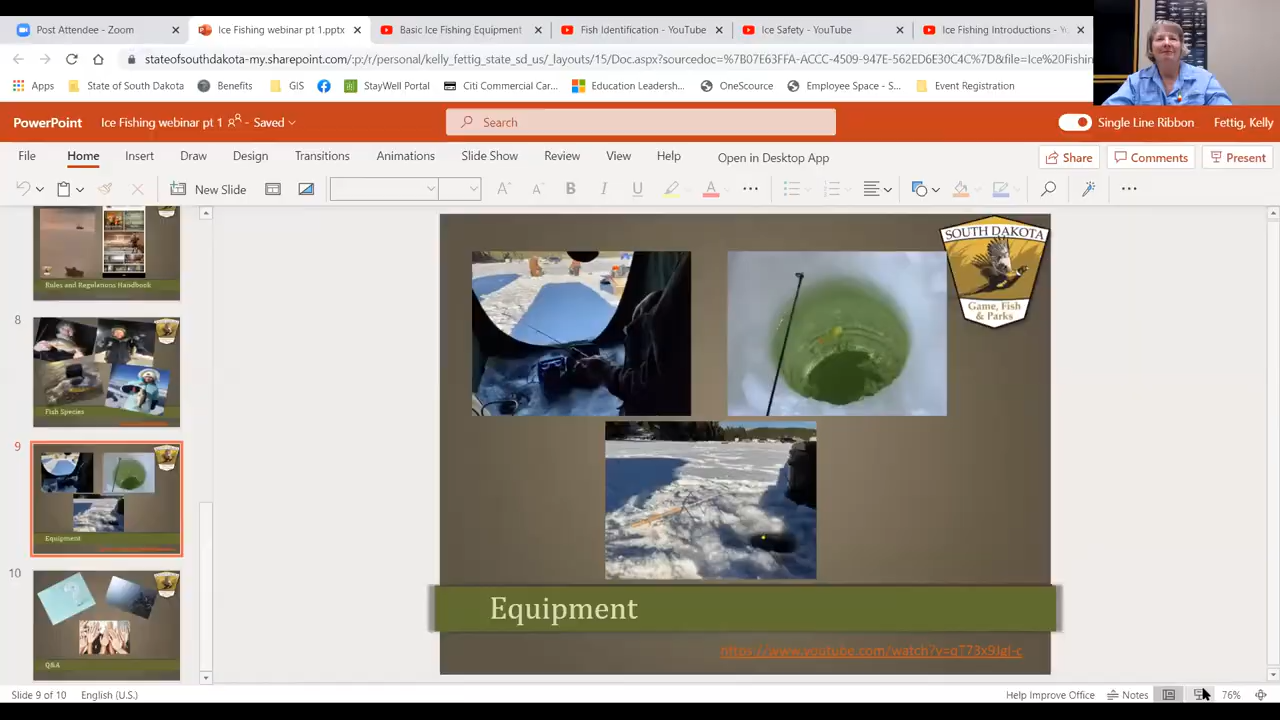 Post Attendee - Zoom
Ice Fishing webinar pt 1.pptx
Basic Ice Fishing Equipment
Fish Identification - YouTube
Ice Safety - YouTube
Ice Fishing Introductions - Yo
stateofsouthdakota-my.sharepoint.com/:p:/r/personal/kelly_fettig_state_sd_us/_layouts/15/Doc.aspx?sourcedoc=%7B07E63FFA-ACCC-4509-947E-562ED6E30C4C%7D&file=Ice%20Fishin
Apps
State of South Dakota
Benefits
GIS
StayWar
Citi Commercial Car...
Education Leadersh...
OneSource
Employee Space - S...
Event Registration
PowerPoint
Ice Fishing webinar pt 1 - Saved
Search
Single Line Ribbon
Fettig, Kelly
File
Home
Insert
Draw
Design
Transitions
Animations
Slide Show
Review
View
Help
Open in Desktop App
Share
Comments
Present
New Slide
B I U A
Rules and Regulations Handbook
8
Fish Species
9
Equipment
10
Q&A
SOUTH DAKOTA
Game, Fish
& Parks
Equipment
Slide 9 of 10
English (U.S.)
Help Improve Office
Notes
76%